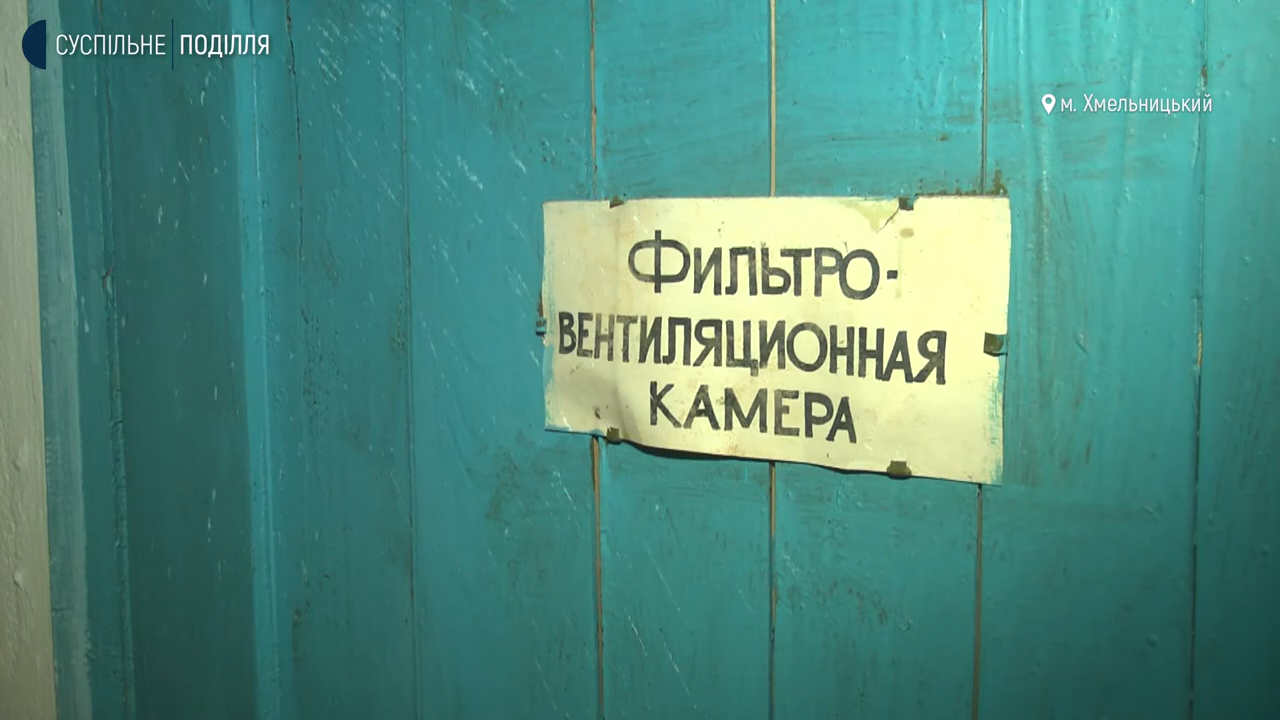 СУСПІЛЬНЕ ПОДІЛЛЯ
м. Хмельницький
ФИЛЬТРО-
ВЕНТИЛЯЦИОННАЯ
КАМЕРА